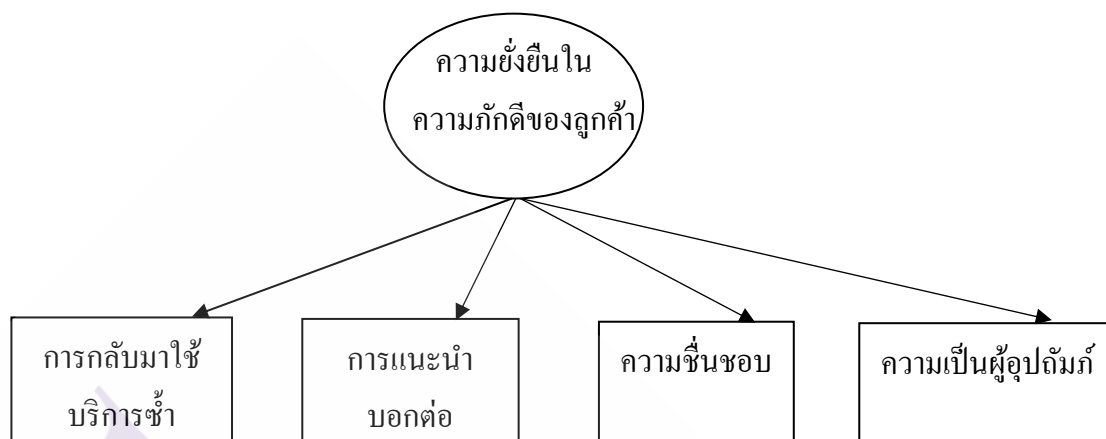 ความยั่งยืนใน
ความภักดีของลูกค้า
การกลับมาใช้
บริการซ้ำ
การแนะนำ
บอกต่อ
ความชื่นชอบ
ความเป็นผู้อุปถัมภ์